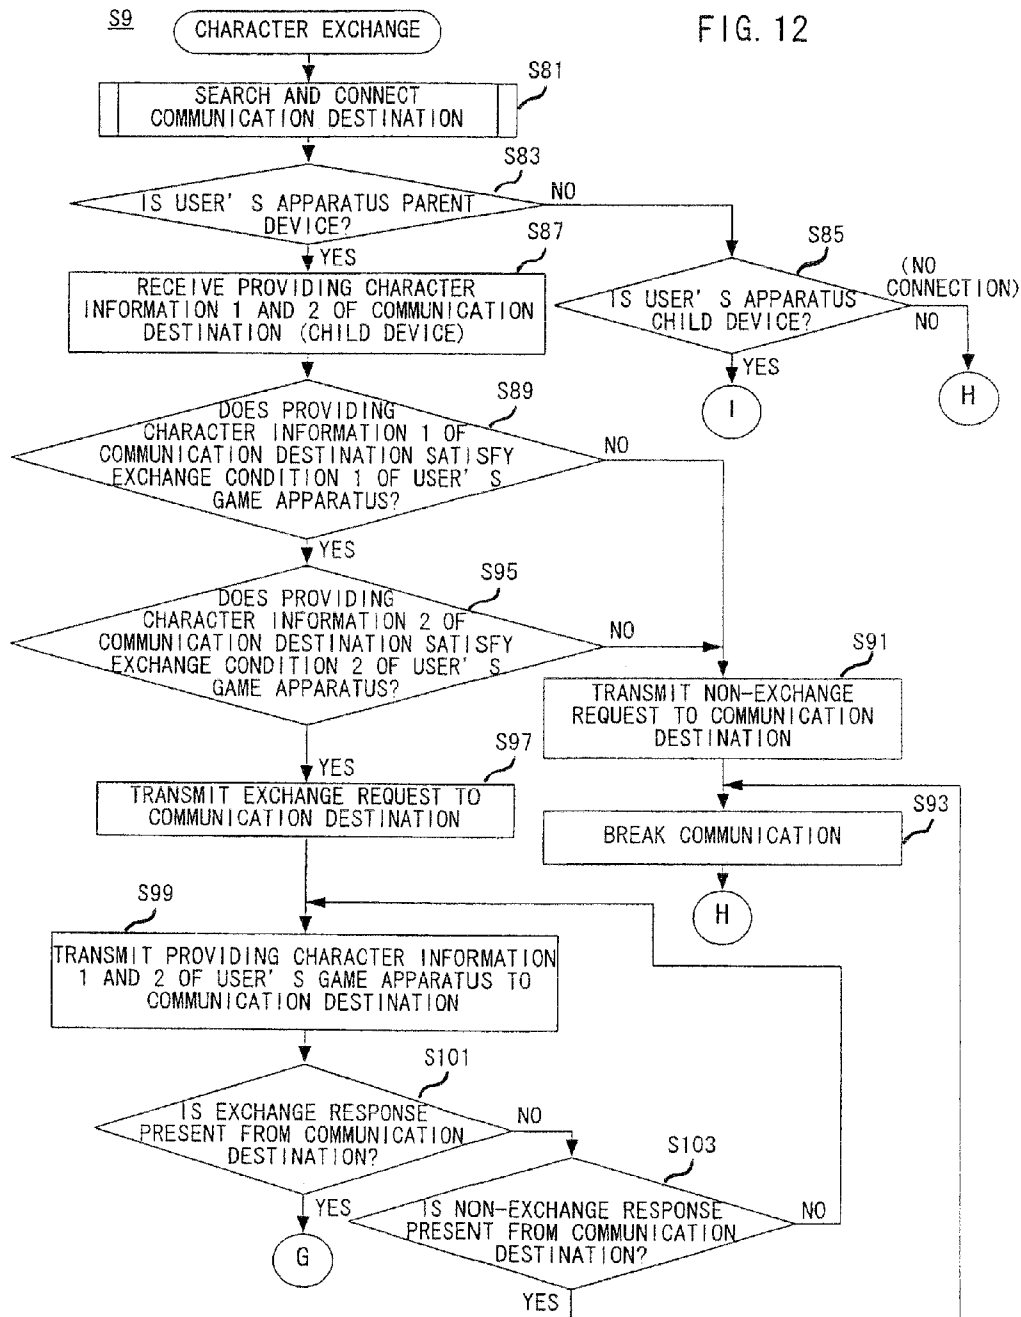 S9
CHARACTER EXCHANGE
FIG. 12
S81
SEARCH AND CONNECT
COMMUNICATION DESTINATION
S83
IS USER'S APPARATUS PARENT
DEVICE?
NO
YES
S87
RECEIVE PROVIDING CHARACTER
INFORMATION 1 AND 2 OF COMMUNICATION
DESTINATION (CHILD DEVICE)
S85
IS USER'S APPARATUS
CHILD DEVICE?
(NO
CONNECTION)
NO
YES
I
H
S89
DOES PROVIDING
CHARACTER INFORMATION 1 OF
COMMUNICATION DESTINATION SATISFY
EXCHANGE CONDITION 1 OF USER'S
GAME APPARATUS?
NO
YES
S95
DOES PROVIDING
CHARACTER INFORMATION 2 OF
COMMUNICATION DESTINATION SATISFY
EXCHANGE CONDITION 2 OF USER'S
GAME APPARATUS?
NO
YES
S91
TRANSMIT NON-EXCHANGE
REQUEST TO COMMUNICATION
DESTINATION
S97
TRANSMIT EXCHANGE REQUEST TO
COMMUNICATION DESTINATION
S93
BREAK COMMUNICATION
H
S99
TRANSMIT PROVIDING CHARACTER INFORMATION
1 AND 2 OF USER'S GAME APPARATUS TO
COMMUNICATION DESTINATION
S101
IS EXCHANGE RESPONSE
PRESENT FROM COMMUNICATION
DESTINATION?
NO
YES
G
S103
IS NON-EXCHANGE RESPONSE
PRESENT FROM COMMUNICATION
DESTINATION?
NO
YES